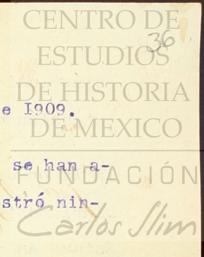 CENTRO DE
36
ESTUDIOS
DE HISTORIA
e 1909.
DE MEXICO
se han a-
FUNDACIÓN
stró nin-
Carlos Slim